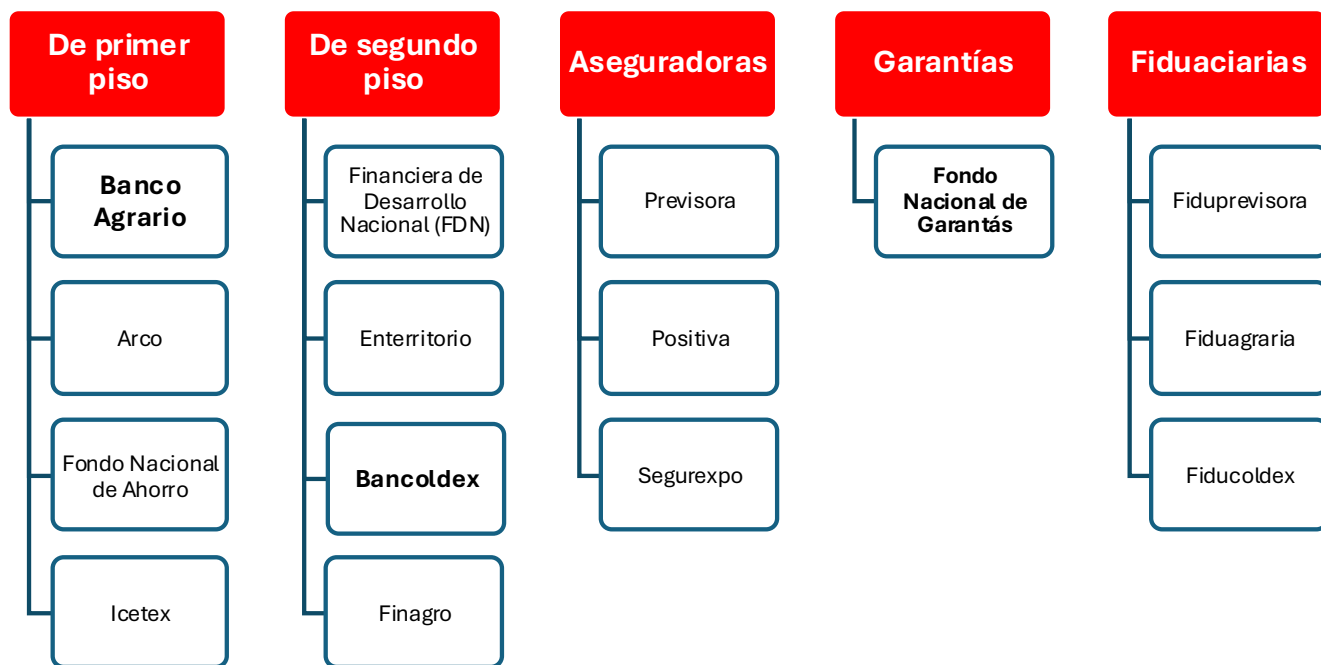 De primer
piso
Banco
Agrario
Arco
Fondo Nacional
de Ahorro
Icetex
De segundo
piso
Financiera de
Desarrollo
Nacional (FDN)
Enterritorio
Bancoldex
Finagro
Aseguradoras
Previsora
Positiva
Segurexpo
Garantías
Fondo
Nacional de
Garantás
Fiduaciarias
Fiduprevisora
Fiduagraria
Fiducoldex